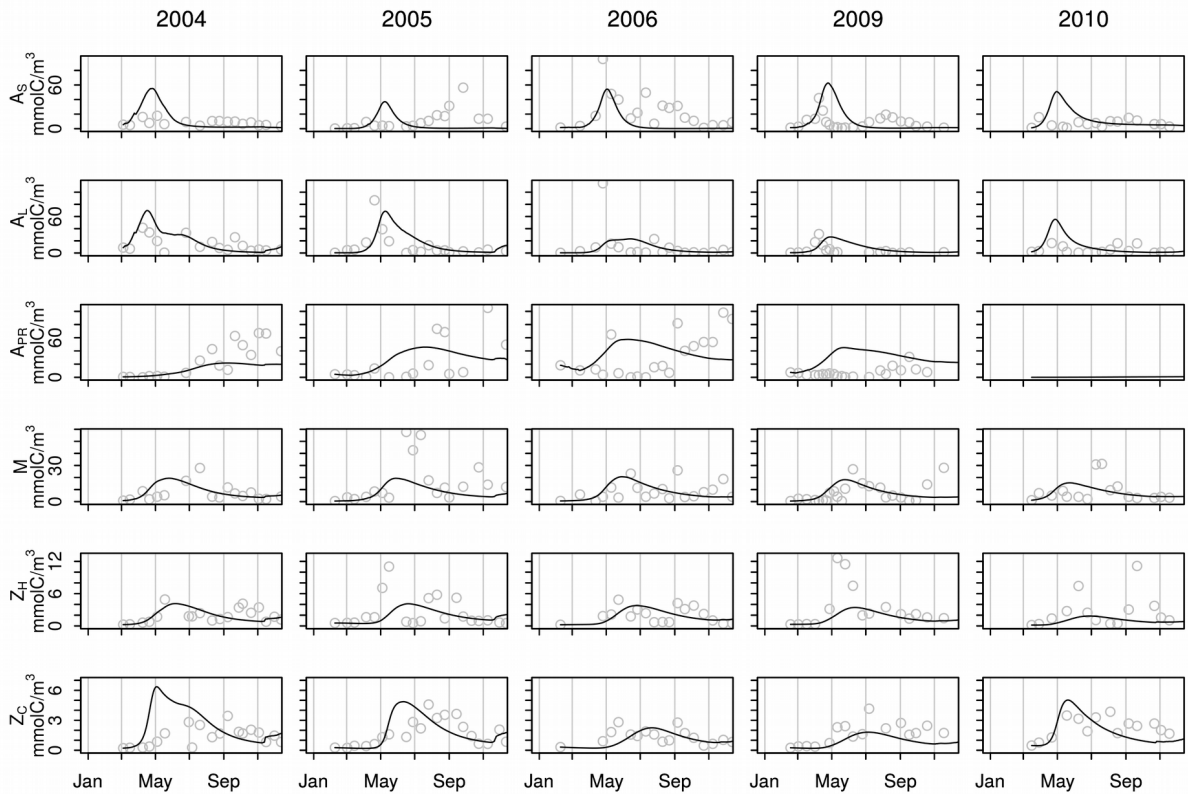 2004 2005 2006 2009 2010
A_S
mmolC/m³
0 60
A_L
mmolC/m³
0 60
A_PR
mmolC/m³
0 60
M
mmolC/m³
0 30
Z_H
mmolC/m³
0 6 12
Z_C
mmolC/m³
0 3 6
Jan May Sep Jan May Sep Jan May Sep Jan May Sep Jan May Sep